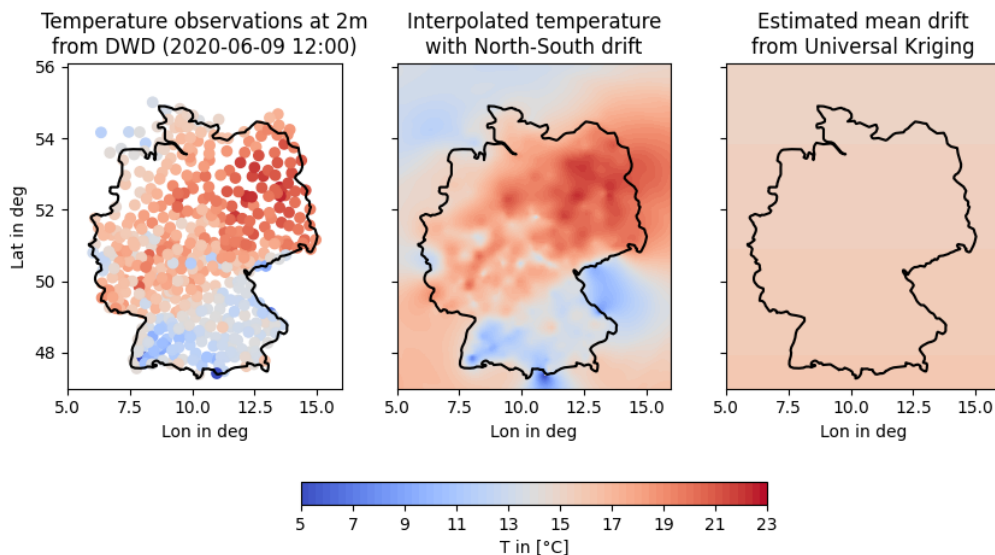 Temperature observations at 2m
from DWD (2020-06-09 12:00)
Interpolated temperature
with North-South drift
Estimated mean drift
from Universal Kriging
56
54
52
50
48
Lat in deg
5.0 7.5 10.0 12.5 15.0
5.0 7.5 10.0 12.5 15.0
5.0 7.5 10.0 12.5 15.0
Lon in deg
Lon in deg
Lon in deg
5 7 9 11 13 15 17 19 21 23
T in [°C]